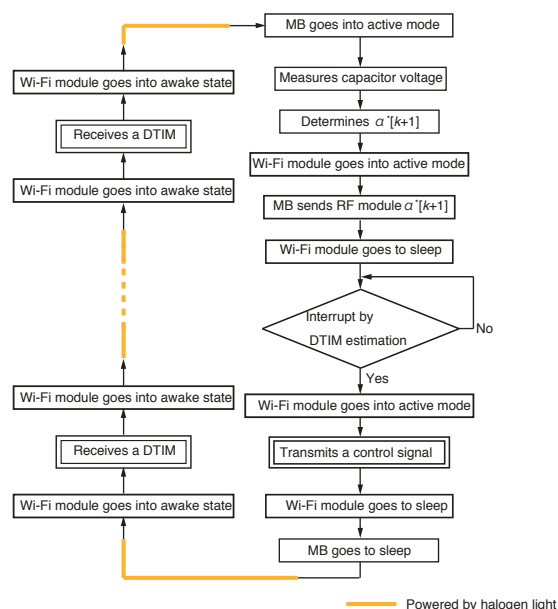 MB goes into active mode
Measures capacitor voltage
Determines α*[k+1]
Wi-Fi module goes into active mode
MB sends RF module α*[k+1]
Wi-Fi module goes to sleep
Interrupt by
DTIM estimation
No
Yes
Wi-Fi module goes into active mode
Transmits a control signal
Wi-Fi module goes to sleep
MB goes to sleep
Wi-Fi module goes into awake state
Receives a DTIM
Wi-Fi module goes into awake state
Wi-Fi module goes into awake state
Receives a DTIM
Wi-Fi module goes into awake state
Powered by halogen light